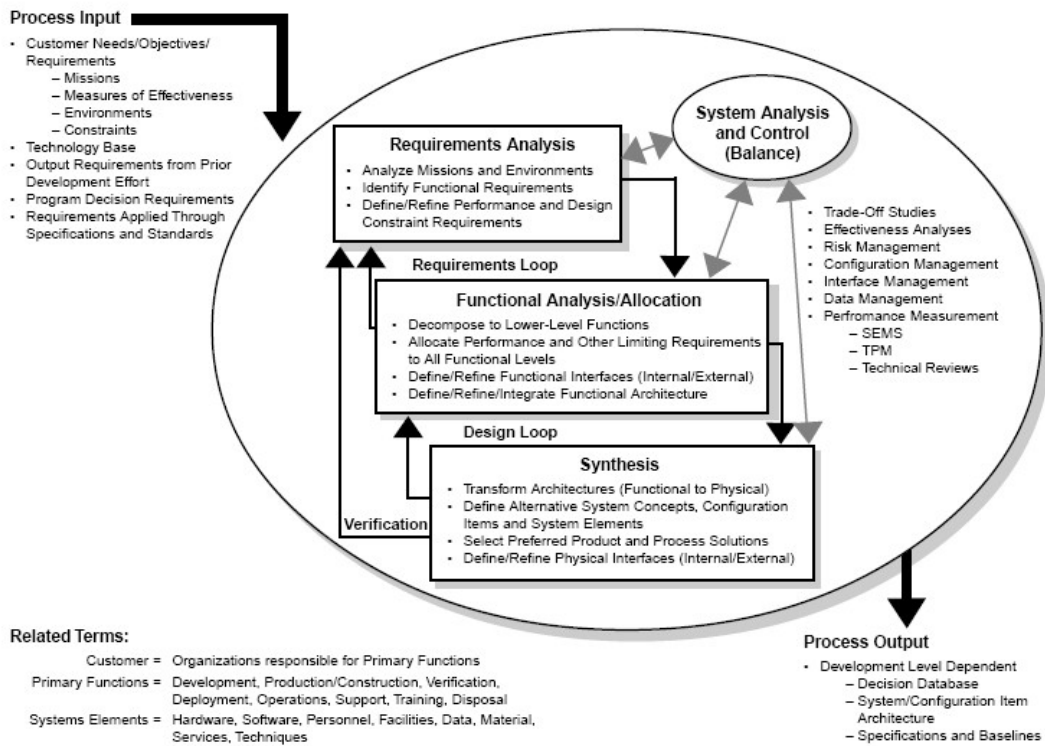 Process Input
• Customer Needs/Objectives/
Requirements
– Missions
– Measures of Effectiveness
– Environments
– Constraints
• Technology Base
• Output Requirements from Prior
Development Effort
• Program Decision Requirements
• Requirements Applied Through
Specifications and Standards
System Analysis
and Control
(Balance)
Requirements Analysis
• Analyze Missions and Environments
• Identify Functional Requirements
• Define/Refine Performance and Design
Constraint Requirements
• Trade-Off Studies
• Effectiveness Analyses
• Risk Management
• Configuration Management
• Interface Management
• Data Management
• Perfromance Measurement
– SEMS
– TPM
– Technical Reviews
Requirements Loop
Functional Analysis/Allocation
• Decompose to Lower-Level Functions
• Allocate Performance and Other Limiting Requirements
to All Functional Levels
• Define/Refine Functional Interfaces (Internal/External)
• Define/Refine/Integrate Functional Architecture
Design Loop
Synthesis
• Transform Architectures (Functional to Physical)
• Define Alternative System Concepts, Configuration
Items and System Elements
• Select Preferred Product and Process Solutions
• Define/Refine Physical Interfaces (Internal/External)
Verification
Related Terms:
Customer = Organizations responsible for Primary Functions
Primary Functions = Development, Production/Construction, Verification,
Deployment, Operations, Support, Training, Disposal
Systems Elements = Hardware, Software, Personnel, Facilities, Data, Material,
Services, Techniques
Process Output
• Development Level Dependent
– Decision Database
– System/Configuration Item
Architecture
– Specifications and Baselines